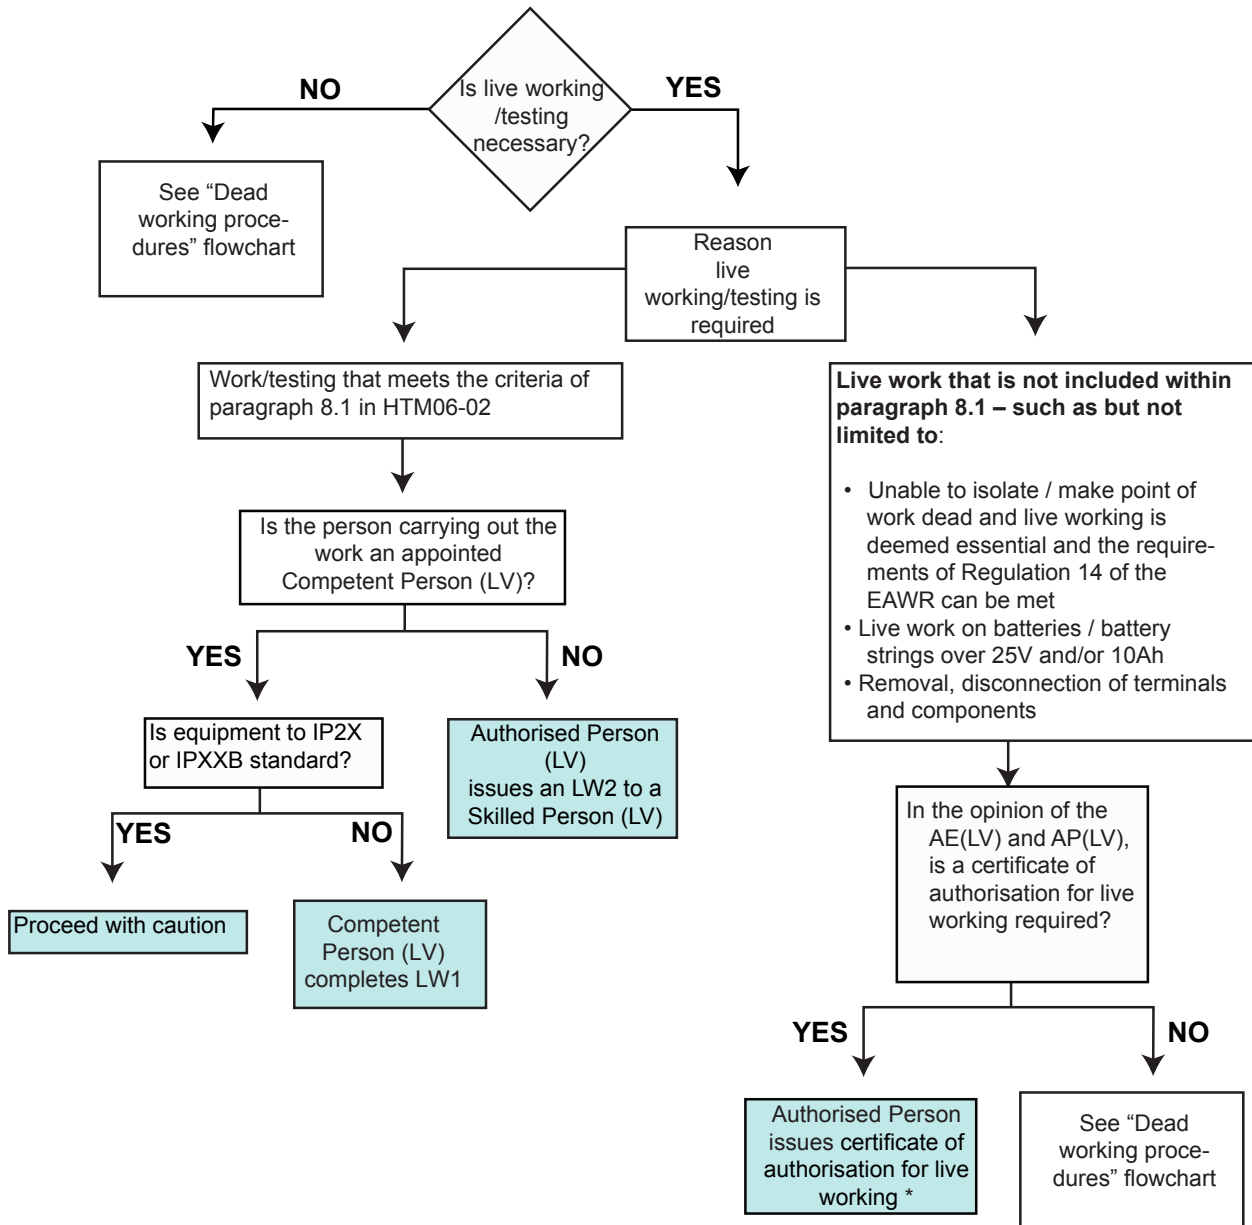 Is live working
/testing
necessary?
NO
YES
See “Dead
working proce-
dures” flowchart
Reason
live
working/testing is
required
Work/testing that meets the criteria of
paragraph 8.1 in HTM06-02
Live work that is not included within
paragraph 8.1 – such as but not
limited to:
• Unable to isolate / make point of
work dead and live working is
deemed essential and the require-
ments of Regulation 14 of the
EAWR can be met
• Live work on batteries / battery
strings over 25V and/or 10Ah
• Removal, disconnection of terminals
and components
Is the person carrying out the
work an appointed
Competent Person (LV)?
YES
NO
Is equipment to IP2X
or IPXXB standard?
Authorised Person
(LV)
issues an LW2 to a
Skilled Person (LV)
YES
NO
Proceed with caution
Competent
Person (LV)
completes LW1
In the opinion of the
AE(LV) and AP(LV),
is a certificate of
authorisation for live
working required?
YES
NO
Authorised Person
issues certificate of
authorisation for live
working *
See “Dead
working proce-
dures” flowchart